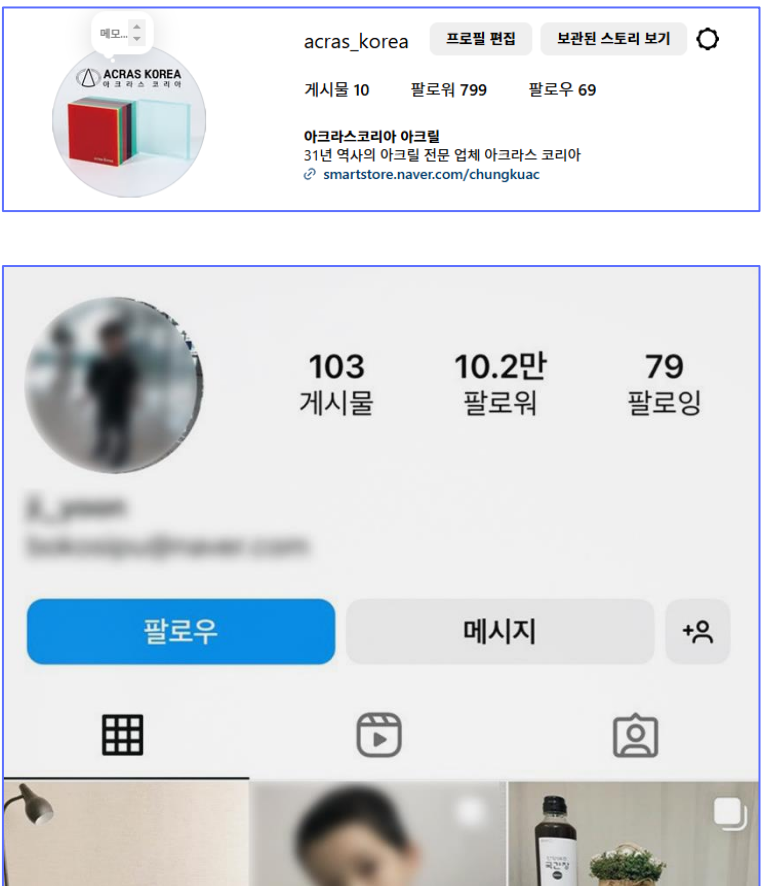 메모...
ACRAS KOREA
아크라스 코리아
acras_korea
프로필 편집
보관된 스토리 보기
게시물 10 팔로워 799 팔로우 69
아크라스코리아 아크릴
31년 역사의 아크릴 전문 업체 아크라스 코리아
smartstore.naver.com/chungkuac
103 10.2만 79
게시물 팔로워 팔로잉
팔로우 메시지
국간장